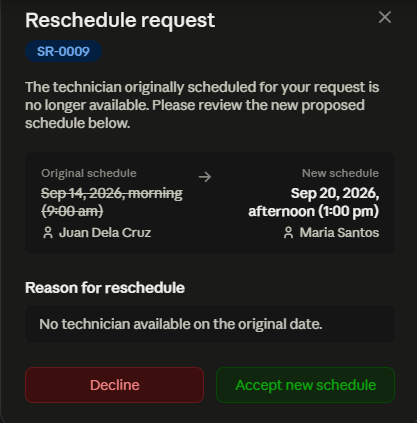 Reschedule request
SR-0009
The technician originally scheduled for your request is
no longer available. Please review the new proposed
schedule below.
Original schedule
Sep 14, 2026, morning
(9:00 am)
Juan Dela Cruz
→
New schedule
Sep 20, 2026,
afternoon (1:00 pm)
Maria Santos
Reason for reschedule
No technician available on the original date.
Decline
Accept new schedule